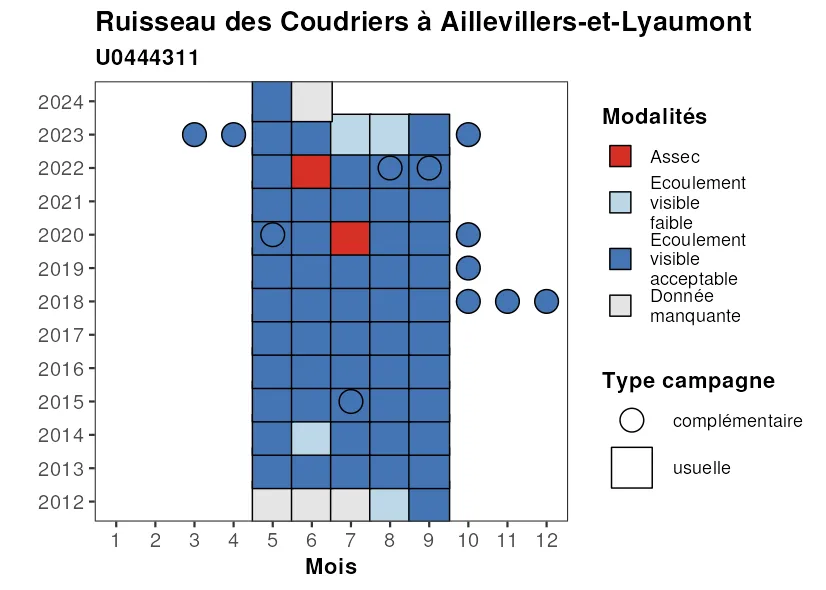 Ruisseau des Coudriers à Aillevillers-et-Lyaumont
U0444311
2024
2023
2022
2021
2020
2019
2018
2017
2016
2015
2014
2013
2012
1 2 3 4 5 6 7 8 9 10 11 12
Mois
Modalités
Assec
Ecoulement
visible
faible
Ecoulement
visible
acceptable
Donnée
manquante
Type campagne
complémentaire
usuelle